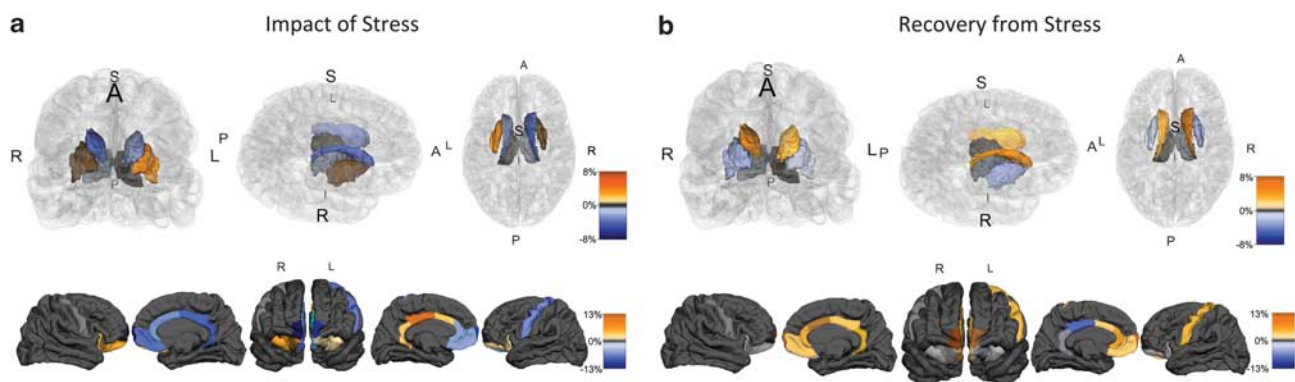 a
Impact of Stress
S
A
R
P
L
P
S
L
I
R
A
L
A
S
P
R
8%
0%
-8%
R
L
13%
0%
-13%
b
Recovery from Stress
S
A
R
P
L
P
S
L
I
R
A
L
A
S
P
R
8%
0%
-8%
R
L
13%
0%
-13%